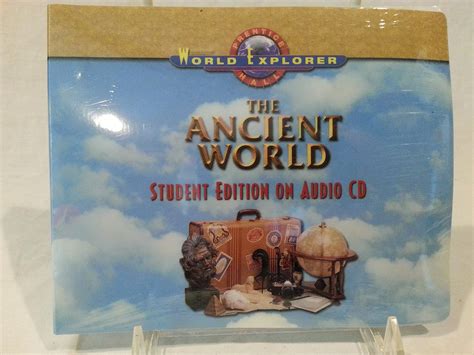 PRENTICE
WORLD EXPLORER
HALL
THE
ANCIENT
WORLD
STUDENT EDITION ON AUDIO CD